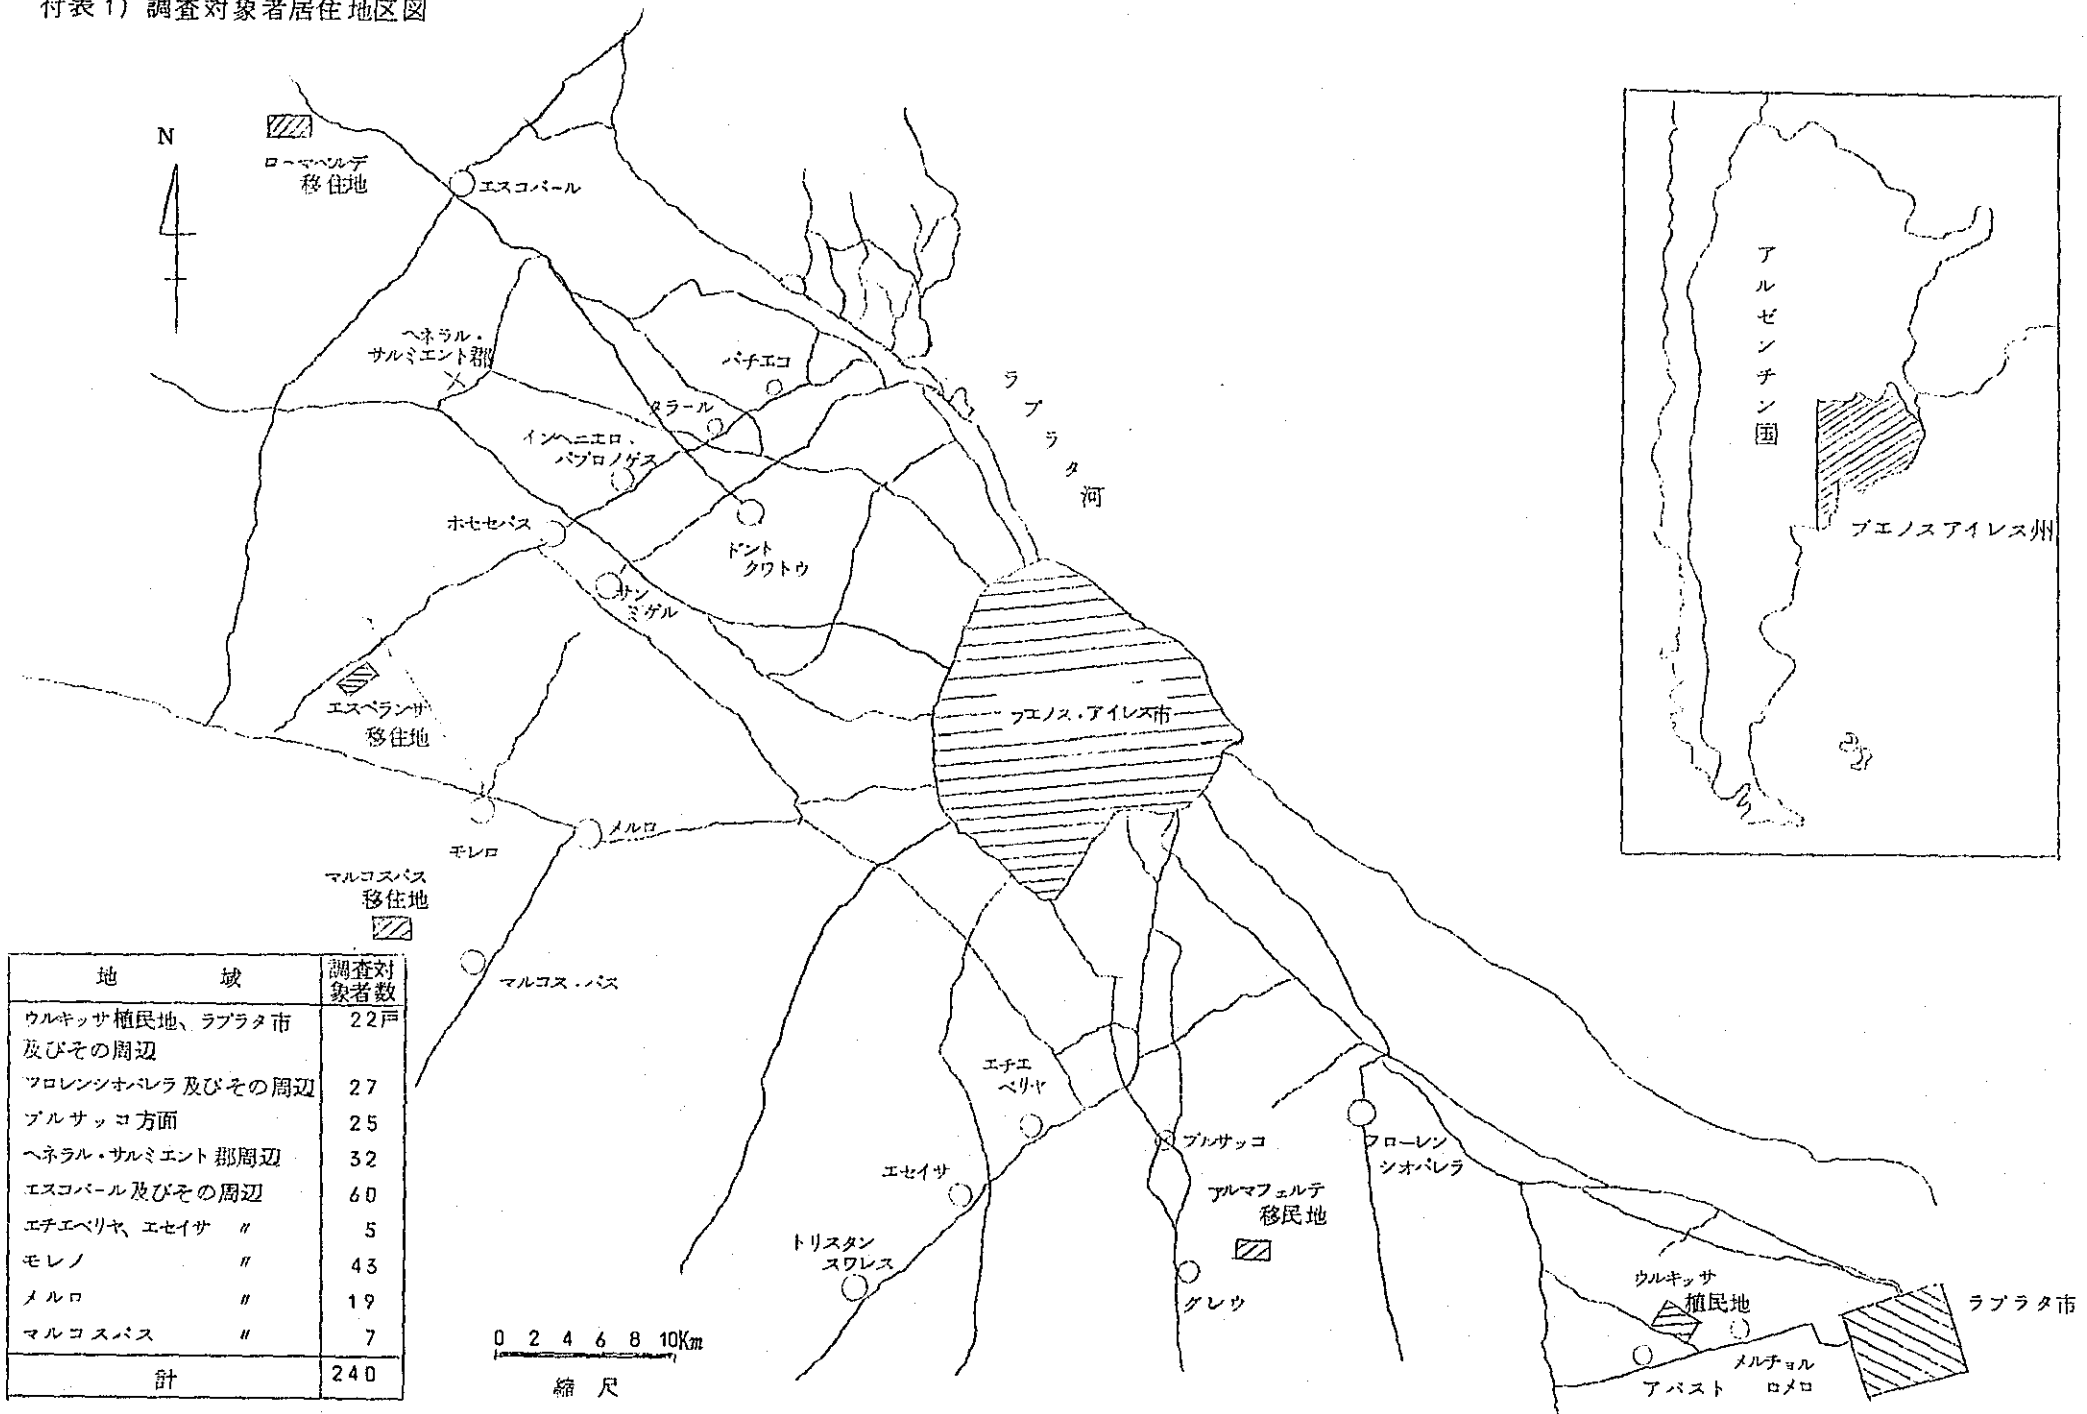 付表1) 調査対象者居住地区図
N
ローマベルデ
移住地
エスコバール
ヘネラル・
サルミエント郡
パチエコ
タラール
インヘニエロ、
パブロノゲス
ホセセパス
ドント
クワトウ
サン
ミゲル
ラプラタ河
エスペランサ
移住地
ブエノス・アイレス市
モレロ
メルロ
マルコスパス
移住地
マルコス・パス
エチエ
ベリヤ
エセイサ
トリスタン
スワレス
ブルサッコ
フローレン
シオバレラ
アルマフェルテ
移民地
グレウ
ウルキッサ
植民地
ラプラタ市
メルチョル
ロメロ
アバスト
アルゼンチン国
ブエノスアイレス州
地 域 調査対象者数
ウルキッサ植民地、ラプラタ市 22戸
及びその周辺
フロレンシオバレラ及びその周辺 27
ブルサッコ方面 25
ヘネラル・サルミエント郡周辺 32
エスコバール及びその周辺 60
エチエベリヤ、エセイサ 〃 5
モレノ 〃 43
メルロ 〃 19
マルコスパス 〃 7
計 240
0 2 4 6 8 10Km
縮尺